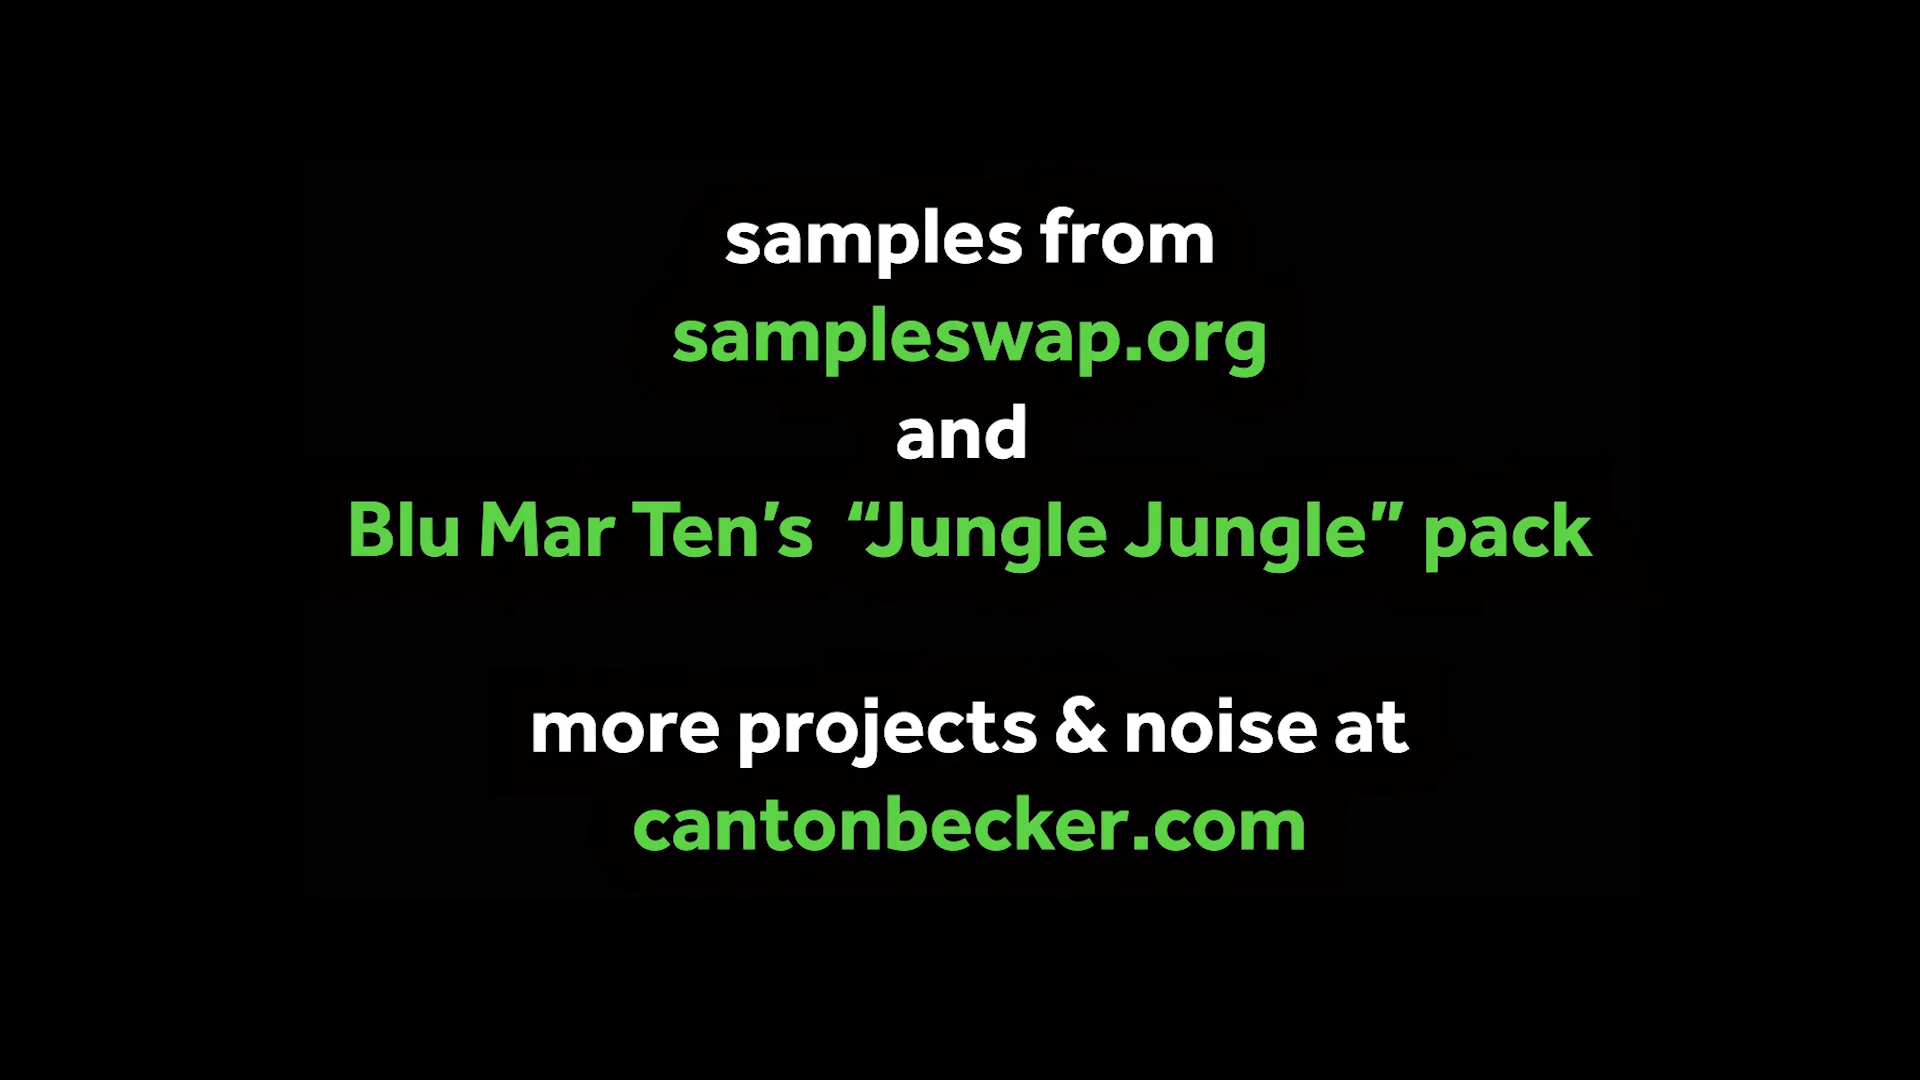 samples from
sampleswap.org
and
Blu Mar Ten’s “Jungle Jungle” pack
more projects & noise at
cantonbecker.com